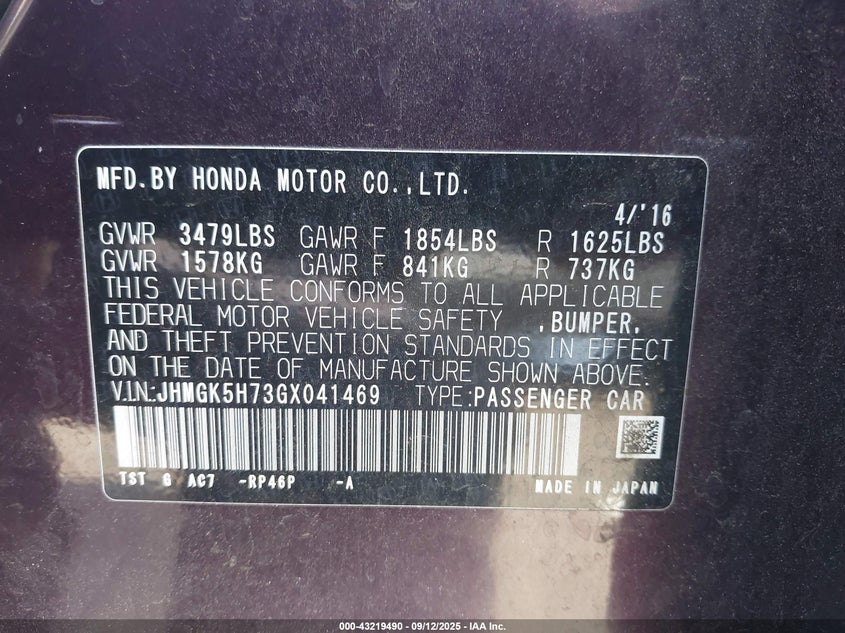 MFD.BY HONDA MOTOR CO.,LTD.
4/'16
GVWR 3479LBS GAWR F 1854LBS R 1625LBS
GVWR 1578KG GAWR F 841KG R 737KG
THIS VEHICLE CONFORMS TO ALL APPLICABLE
FEDERAL MOTOR VEHICLE SAFETY ,BUMPER,
AND THEFT PREVENTION STANDARDS IN EFFECT
ON THE DATE OF MANUFACTURE SHOWN ABOVE.
V.I.N:JHMGK5H73GX041469 TYPE:PASSENGER CAR
TST G AC7 -RP46P -A MADE IN JAPAN
000-43219490 - 09/12/2025 - IAA Inc.